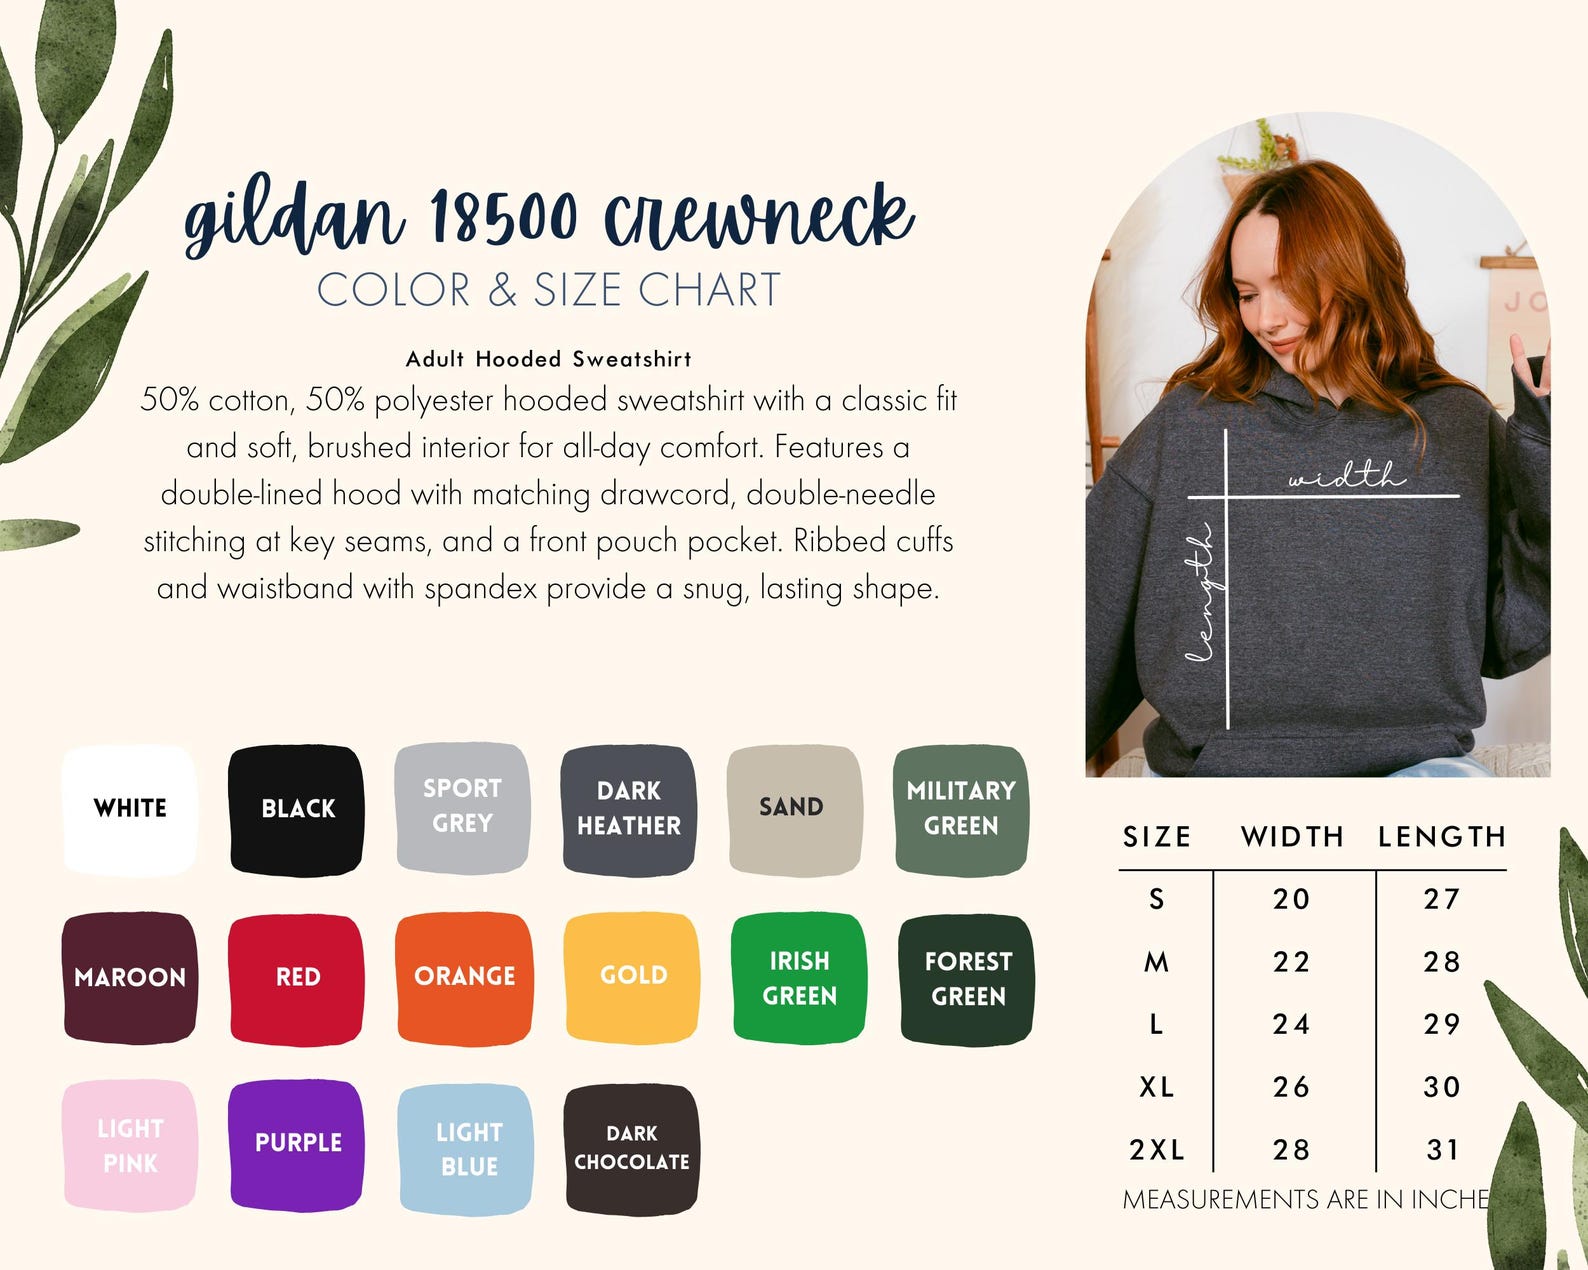 gildan 18500 crewneck
COLOR & SIZE CHART
Adult Hooded Sweatshirt
50% cotton, 50% polyester hooded sweatshirt with a classic fit
and soft, brushed interior for all-day comfort. Features a
double-lined hood with matching drawcord, double-needle
stitching at key seams, and a front pouch pocket. Ribbed cuffs
and waistband with spandex provide a snug, lasting shape.
JO
width
length
WHITE
BLACK
SPORT
GREY
DARK
HEATHER
SAND
MILITARY
GREEN
MAROON
RED
ORANGE
GOLD
IRISH
GREEN
FOREST
GREEN
LIGHT
PINK
PURPLE
LIGHT
BLUE
DARK
CHOCOLATE
SIZE WIDTH LENGTH
S 20 27
M 22 28
L 24 29
XL 26 30
2XL 28 31
MEASUREMENTS ARE IN INCHE